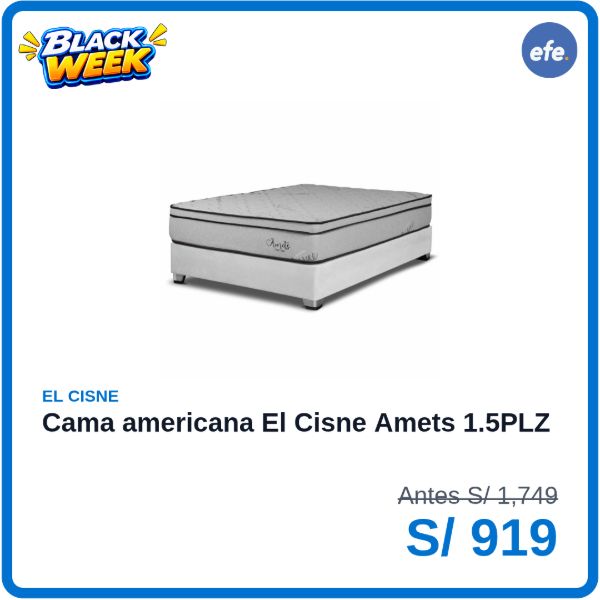 BLACK
WEEK
efe.
Amets
EL CISNE
Cama americana El Cisne Amets 1.5PLZ
Antes S/ 1,749
S/ 919